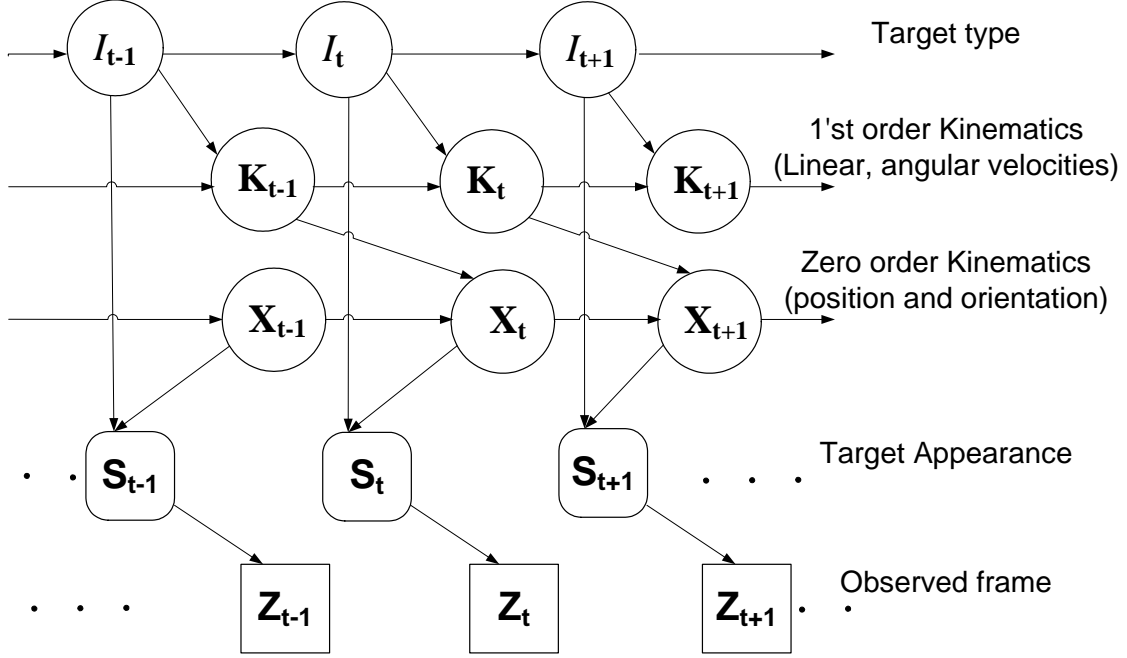 I_{t-1} I_t I_{t+1} Target type
1'st order Kinematics
(Linear, angular velocities)
K_{t-1} K_t K_{t+1}
Zero order Kinematics
(position and orientation)
X_{t-1} X_t X_{t+1}
Target Appearance
S_{t-1} S_t S_{t+1}
Observed frame
Z_{t-1} Z_t Z_{t+1}